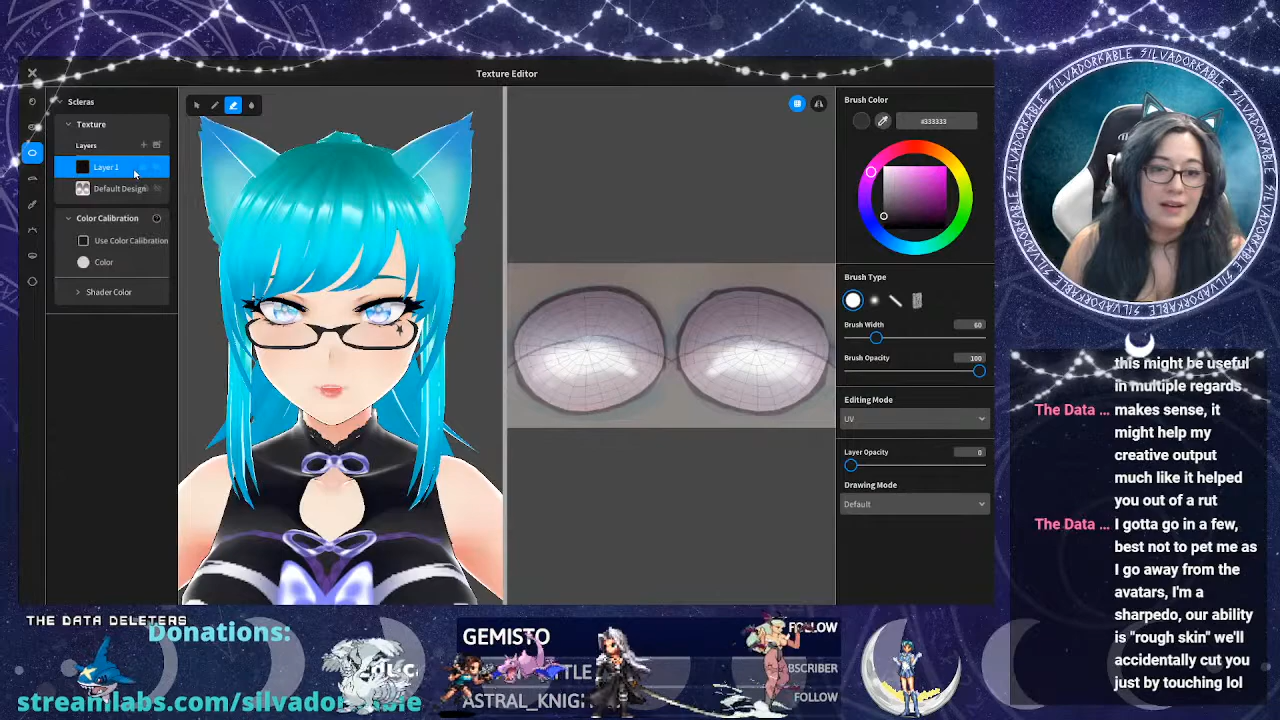 Texture Editor
Scleras
Texture
Layers
Layer 1
Default Design
Color Calibration
Use Color Calibration
Color
Shader Color
Brush Color
#333333
Brush Type
Brush Width
60
Brush Opacity
100
Editing Mode
UV
Layer Opacity
0
Drawing Mode
Default
SILVADORKABLE
SILVADORKABLE
this might be useful
in multiple regards
The Data ... makes sense, it
might help my
creative output
much like it helped
you out of a rut
The Data ... I gotta go in a few,
best not to pet me as
I go away from the
avatars, I'm a
sharpedo, our ability
is "rough skin" we'll
accidentally cut you
just by touching lol
THE DATA DELETERS
Donations:
streamlabs.com/silvadorkable
GEMISTO
FOLLOW
TLE
BSCRIBER
ASTRAL_KNIG
FOLLOW